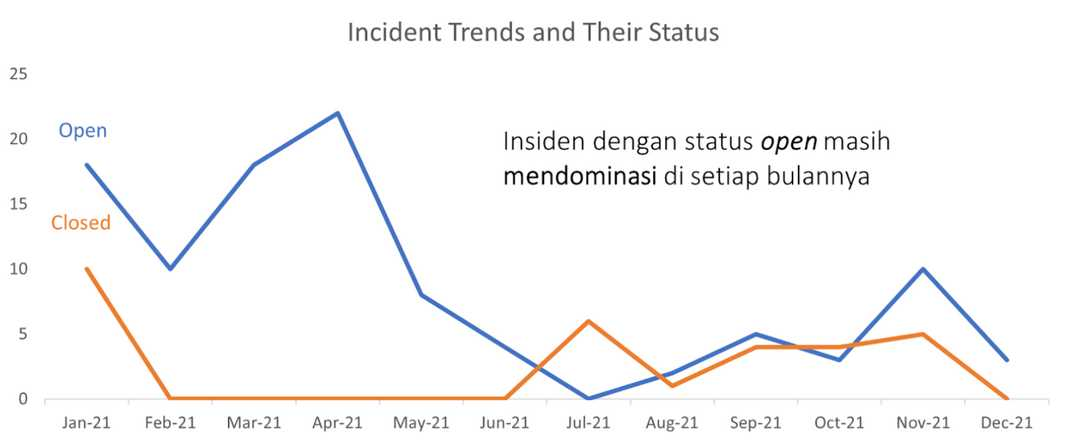 Incident Trends and Their Status
25
20
15
10
5
0
Open
Closed
Insiden dengan status open masih
mendominasi di setiap bulannya
Jan-21 Feb-21 Mar-21 Apr-21 May-21 Jun-21 Jul-21 Aug-21 Sep-21 Oct-21 Nov-21 Dec-21